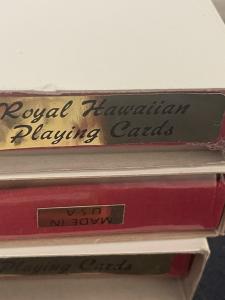 Royal Hawaiian
Playing Cards
MADE IN
U.S.A.
Playing Cards